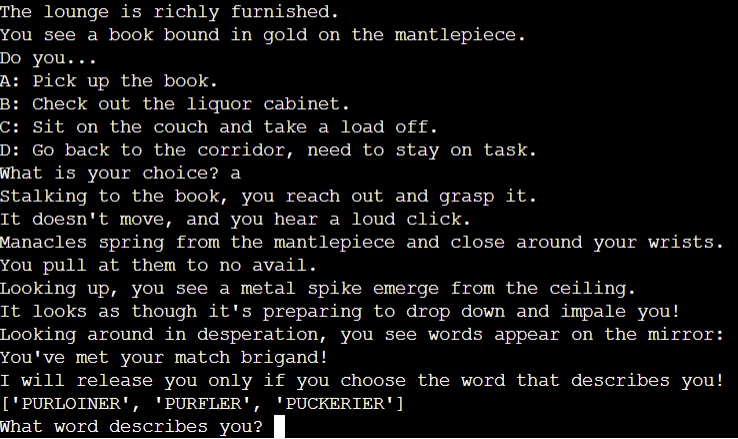 The lounge is richly furnished.
You see a book bound in gold on the mantlepiece.
Do you...
A: Pick up the book.
B: Check out the liquor cabinet.
C: Sit on the couch and take a load off.
D: Go back to the corridor, need to stay on task.
What is your choice? a
Stalking to the book, you reach out and grasp it.
It doesn't move, and you hear a loud click.
Manacles spring from the mantlepiece and close around your wrists.
You pull at them to no avail.
Looking up, you see a metal spike emerge from the ceiling.
It looks as though it's preparing to drop down and impale you!
Looking around in desperation, you see words appear on the mirror:
You've met your match brigand!
I will release you only if you choose the word that describes you!
['PURLOINER', 'PURFLER', 'PUCKERIER']
What word describes you?